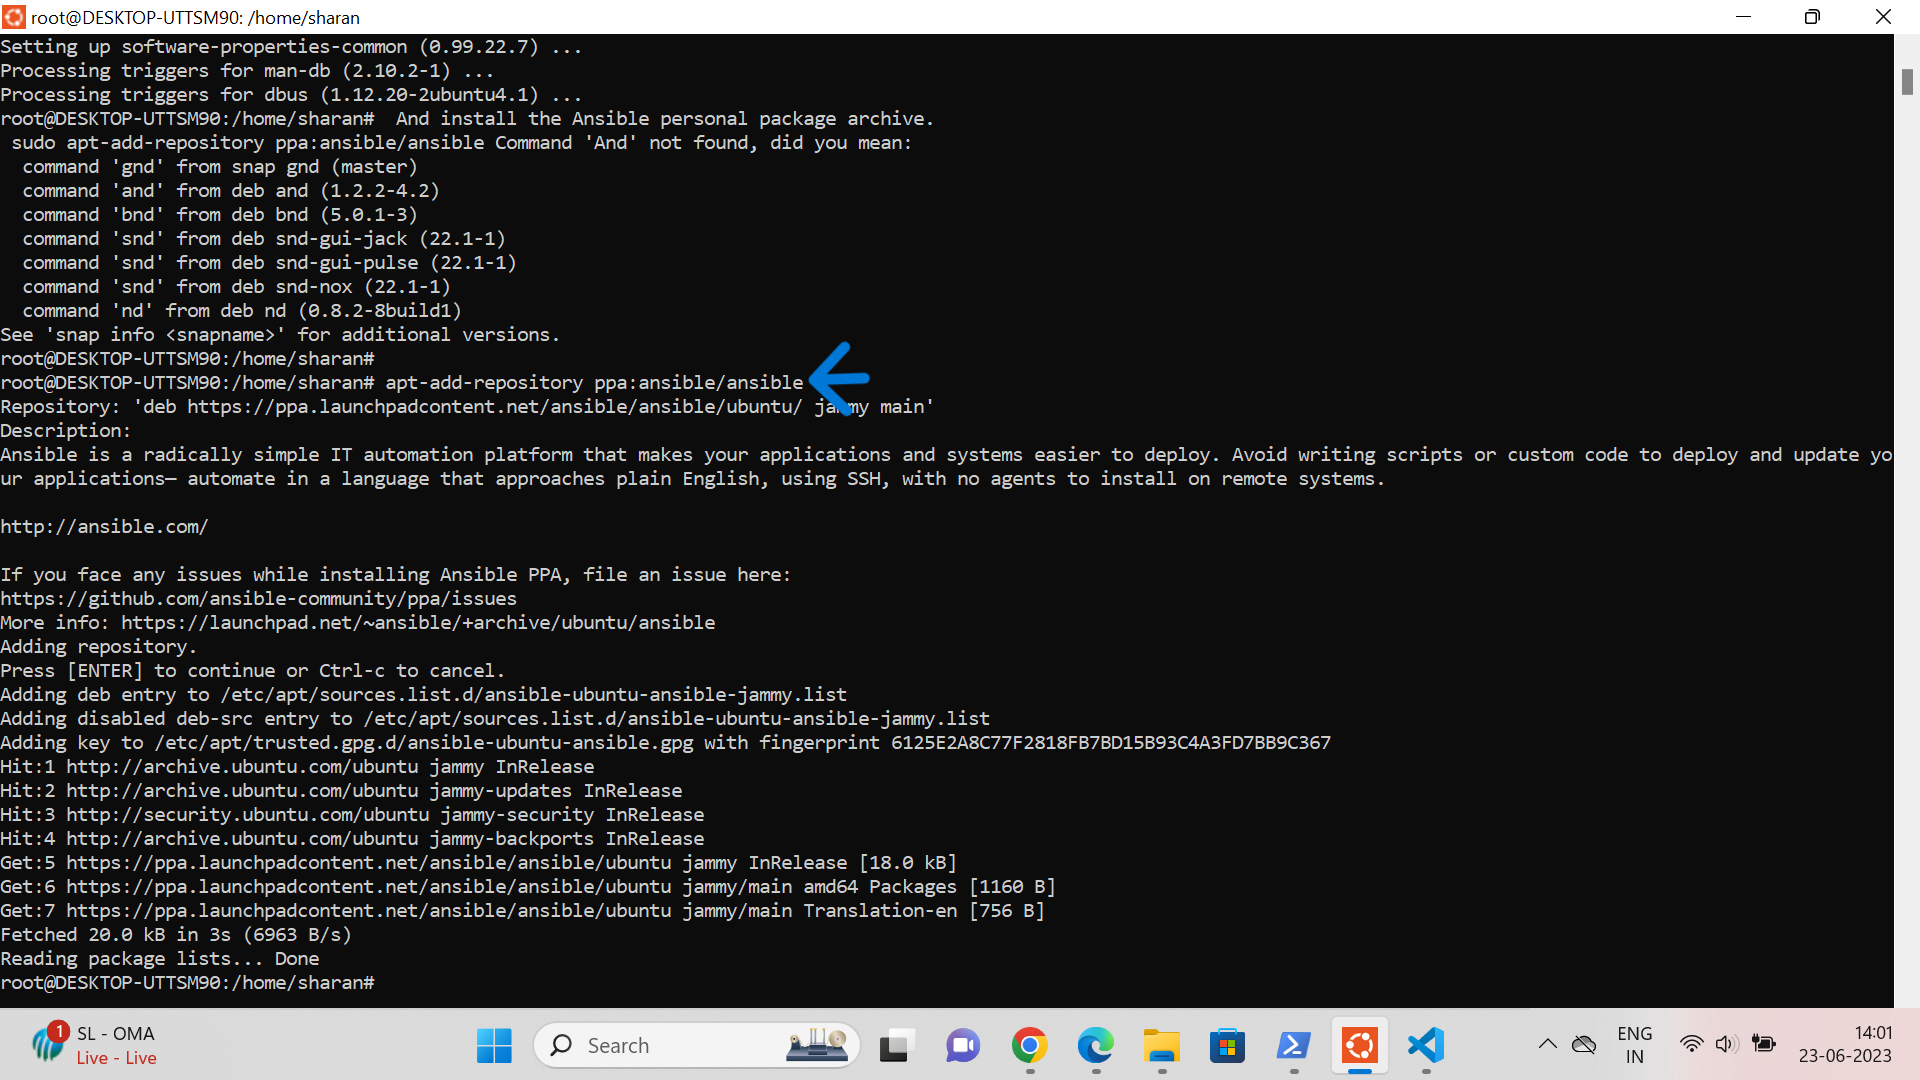 root@DESKTOP-UTTSM90: /home/sharan
Setting up software-properties-common (0.99.22.7) ...
Processing triggers for man-db (2.10.2-1) ...
Processing triggers for dbus (1.12.20-2ubuntu4.1) ...
root@DESKTOP-UTTSM90:/home/sharan#  And install the Ansible personal package archive.
 sudo apt-add-repository ppa:ansible/ansible Command 'And' not found, did you mean:
  command 'gnd' from snap gnd (master)
  command 'and' from deb and (1.2.2-4.2)
  command 'bnd' from deb bnd (5.0.1-3)
  command 'snd' from deb snd-gui-jack (22.1-1)
  command 'snd' from deb snd-gui-pulse (22.1-1)
  command 'snd' from deb snd-nox (22.1-1)
  command 'nd' from deb nd (0.8.2-8build1)
See 'snap info <snapname>' for additional versions.
root@DESKTOP-UTTSM90:/home/sharan#
root@DESKTOP-UTTSM90:/home/sharan# apt-add-repository ppa:ansible/ansible
Repository: 'deb https://ppa.launchpadcontent.net/ansible/ansible/ubuntu/ jammy main'
Description:
Ansible is a radically simple IT automation platform that makes your applications and systems easier to deploy. Avoid writing scripts or custom code to deploy and update yo
ur applications— automate in a language that approaches plain English, using SSH, with no agents to install on remote systems.
http://ansible.com/
If you face any issues while installing Ansible PPA, file an issue here:
https://github.com/ansible-community/ppa/issues
More info: https://launchpad.net/~ansible/+archive/ubuntu/ansible
Adding repository.
Press [ENTER] to continue or Ctrl-c to cancel.
Adding deb entry to /etc/apt/sources.list.d/ansible-ubuntu-ansible-jammy.list
Adding disabled deb-src entry to /etc/apt/sources.list.d/ansible-ubuntu-ansible-jammy.list
Adding key to /etc/apt/trusted.gpg.d/ansible-ubuntu-ansible.gpg with fingerprint 6125E2A8C77F2818FB7BD15B93C4A3FD7BB9C367
Hit:1 http://archive.ubuntu.com/ubuntu jammy InRelease
Hit:2 http://archive.ubuntu.com/ubuntu jammy-updates InRelease
Hit:3 http://security.ubuntu.com/ubuntu jammy-security InRelease
Hit:4 http://archive.ubuntu.com/ubuntu jammy-backports InRelease
Get:5 https://ppa.launchpadcontent.net/ansible/ansible/ubuntu jammy InRelease [18.0 kB]
Get:6 https://ppa.launchpadcontent.net/ansible/ansible/ubuntu jammy/main amd64 Packages [1160 B]
Get:7 https://ppa.launchpadcontent.net/ansible/ansible/ubuntu jammy/main Translation-en [756 B]
Fetched 20.0 kB in 3s (6963 B/s)
Reading package lists... Done
root@DESKTOP-UTTSM90:/home/sharan#
1
SL - OMA
Live - Live
Search
ENG
IN
14:01
23-06-2023